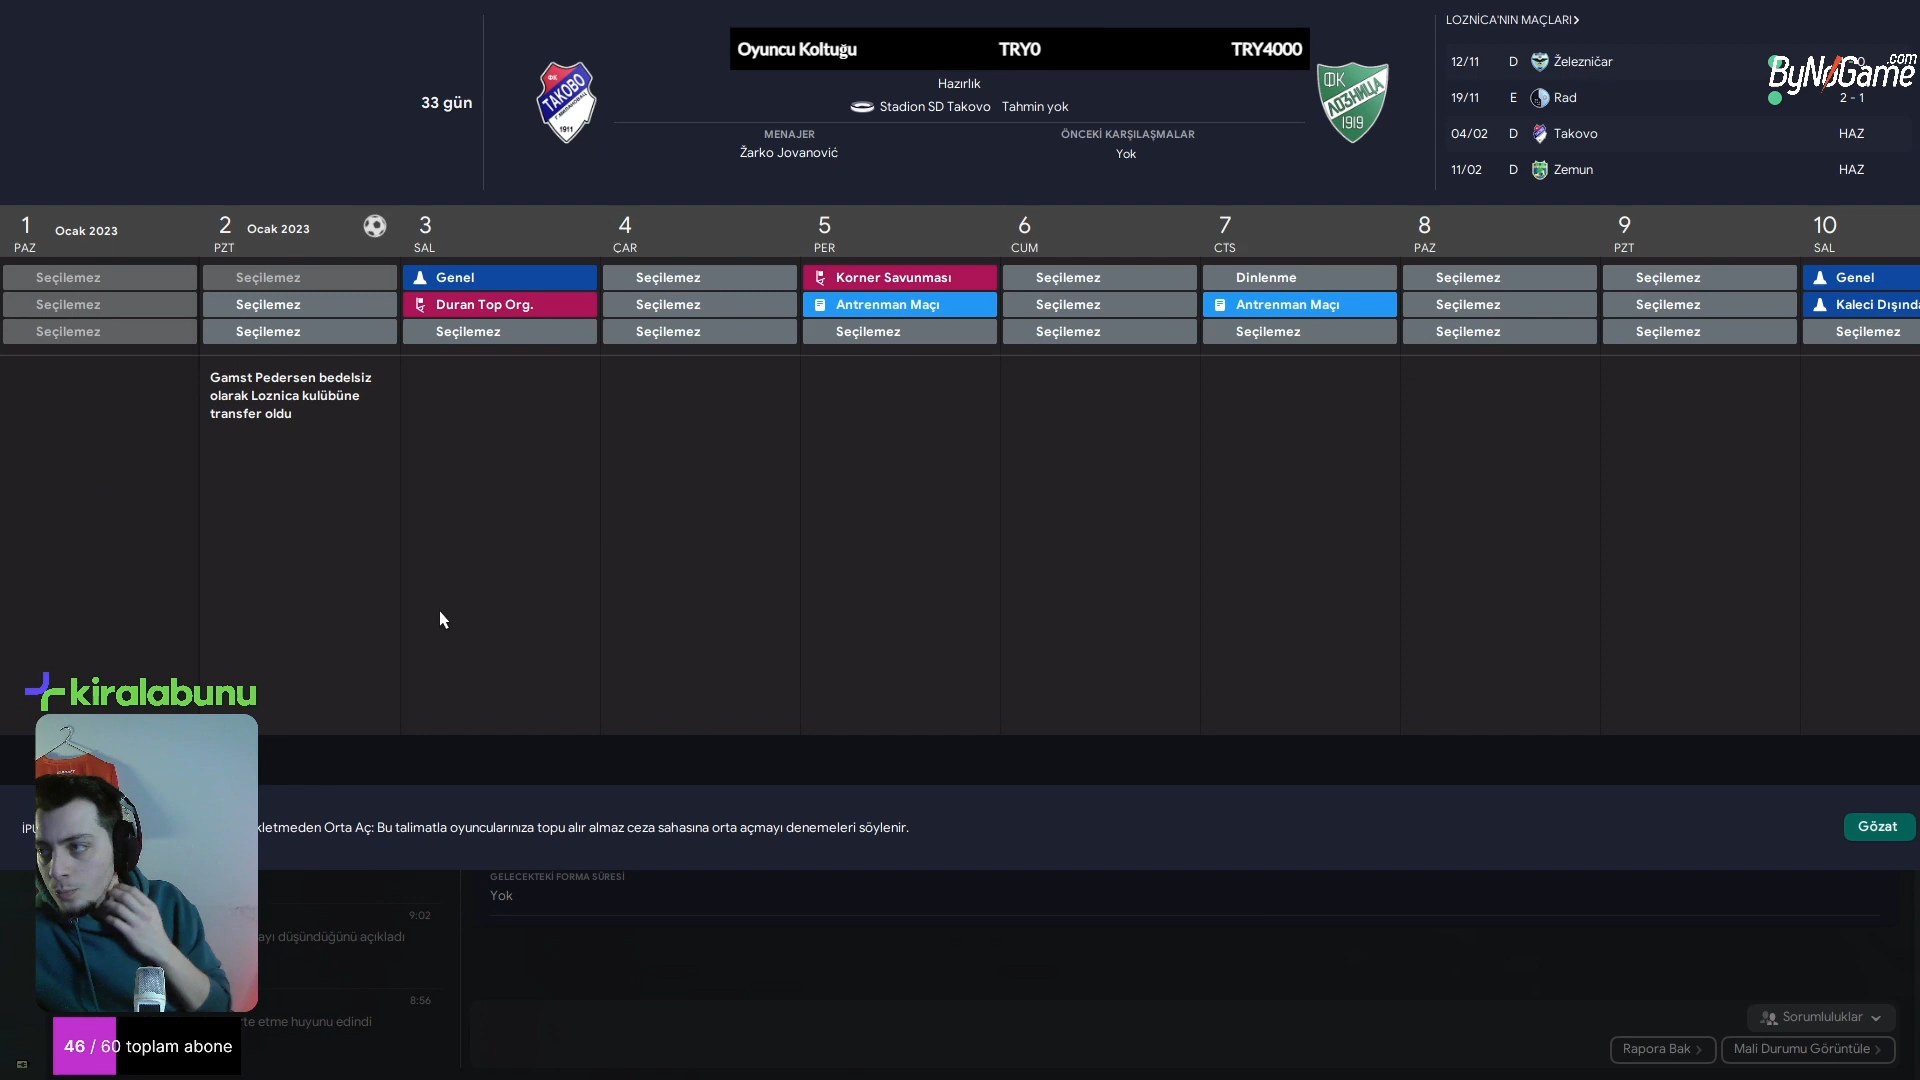 33 gün
ФК
ТАКОВО
1911
Oyuncu Koltuğu TRY0 TRY4000
Hazırlık
Stadion SD Takovo Tahmin yok
MENAJER
Žarko Jovanović
ÖNCEKİ KARŞILAŞMALAR
Yok
ФК
ЛОЗНИЦА
1919
LOZNİCA'NIN MAÇLARI
12/11 D Železničar
19/11 E Rad 2 - 1
04/02 D Takovo HAZ
11/02 D Zemun HAZ
ByNoGame.com
1 PAZ Ocak 2023
2 PZT Ocak 2023
3 SAL
4 ÇAR
5 PER
6 CUM
7 CTS
8 PAZ
9 PZT
10 SAL
Seçilemez Seçilemez Genel Seçilemez Korner Savunması Seçilemez Dinlenme Seçilemez Seçilemez Genel
Seçilemez Seçilemez Duran Top Org. Seçilemez Antrenman Maçı Seçilemez Antrenman Maçı Seçilemez Seçilemez Kaleci Dışında
Seçilemez Seçilemez Seçilemez Seçilemez Seçilemez Seçilemez Seçilemez Seçilemez Seçilemez Seçilemez
Gamst Pedersen bedelsiz
olarak Loznica kulübüne
transfer oldu
kiralabunu
İPU
kletmeden Orta Aç: Bu talimatla oyuncularınıza topu alır almaz ceza sahasına orta açmayı denemeleri söylenir.
Gözat
GELECEKTEKİ FORMA SÜRESİ
Yok
9:02
ayı düşündüğünü açıkladı
8:56
te etme huyunu edindi
46 / 60 toplam abone
Sorumluluklar
Rapora Bak
Mali Durumu Görüntüle